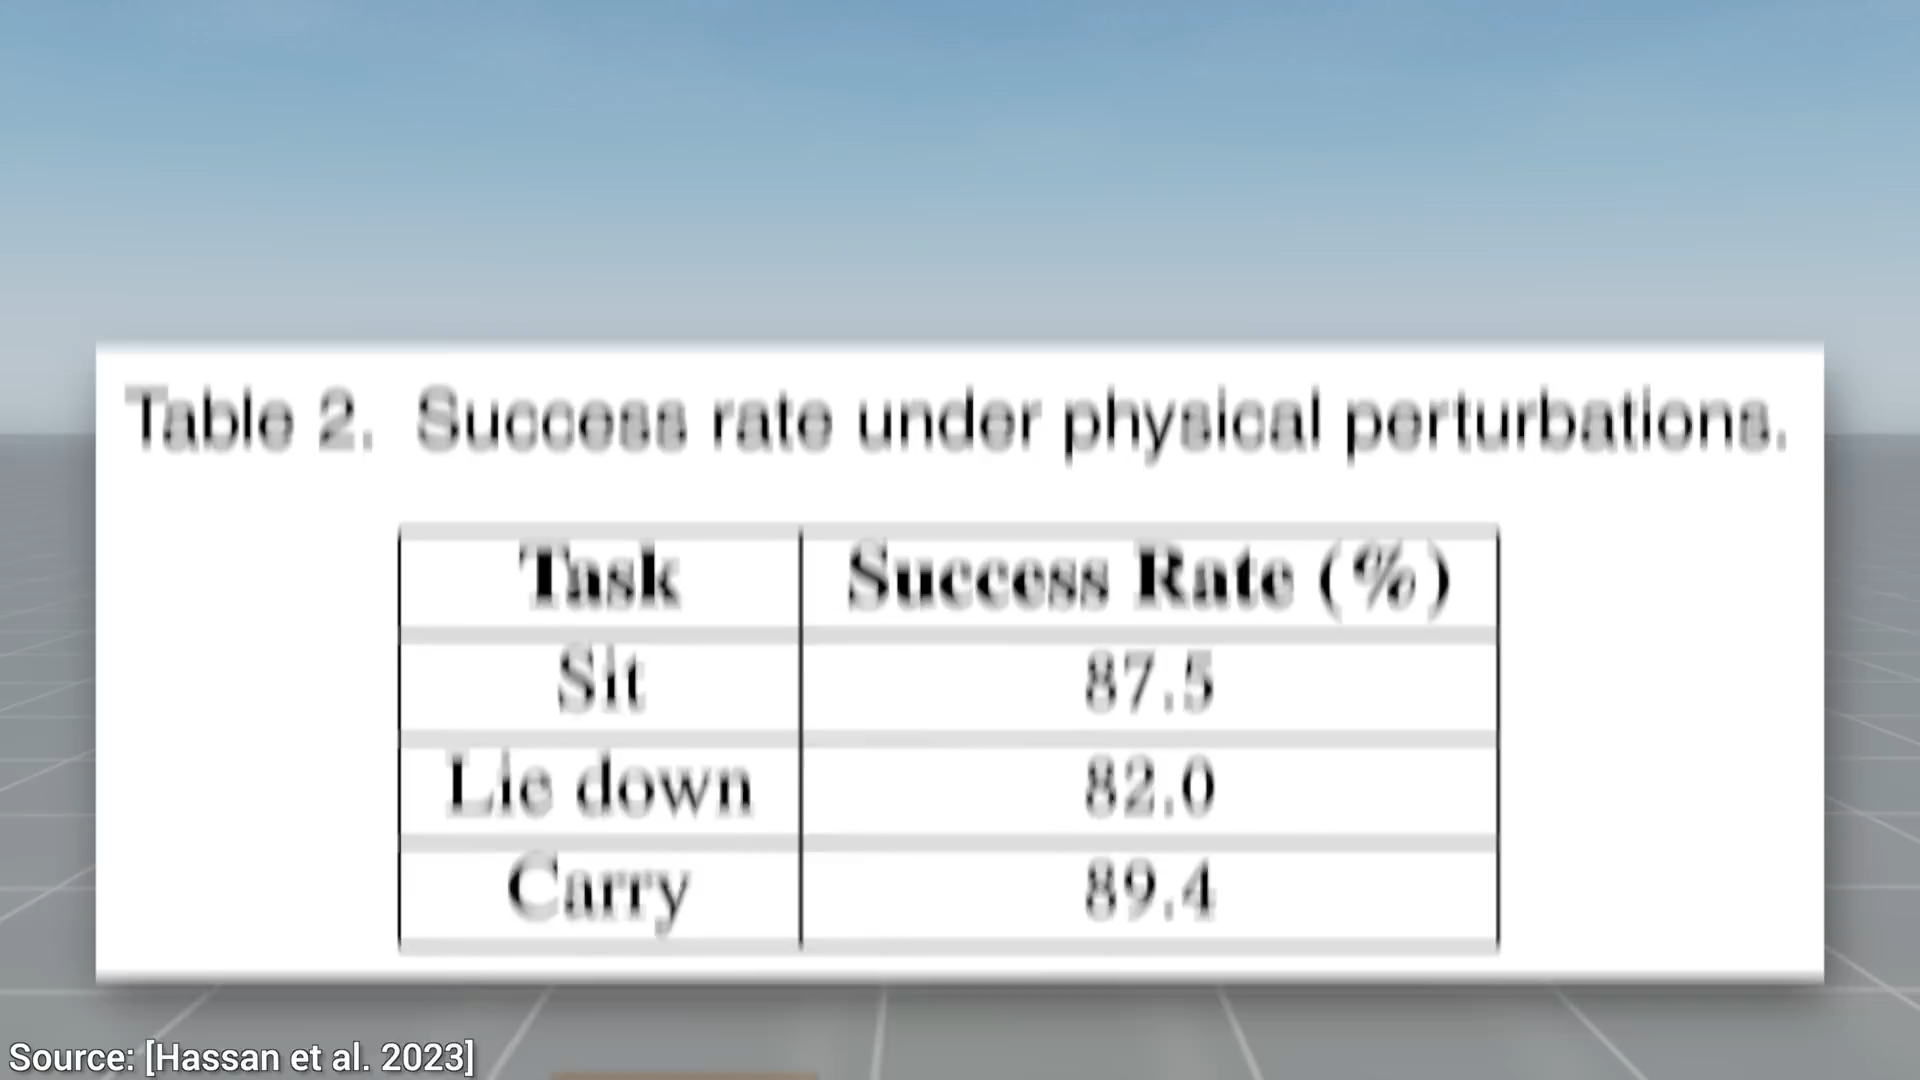 Table 2. Success rate under physical perturbations.
Task Success Rate (%)
Sit 87.5
Lie down 82.0
Carry 89.4
Source: [Hassan et al. 2023]